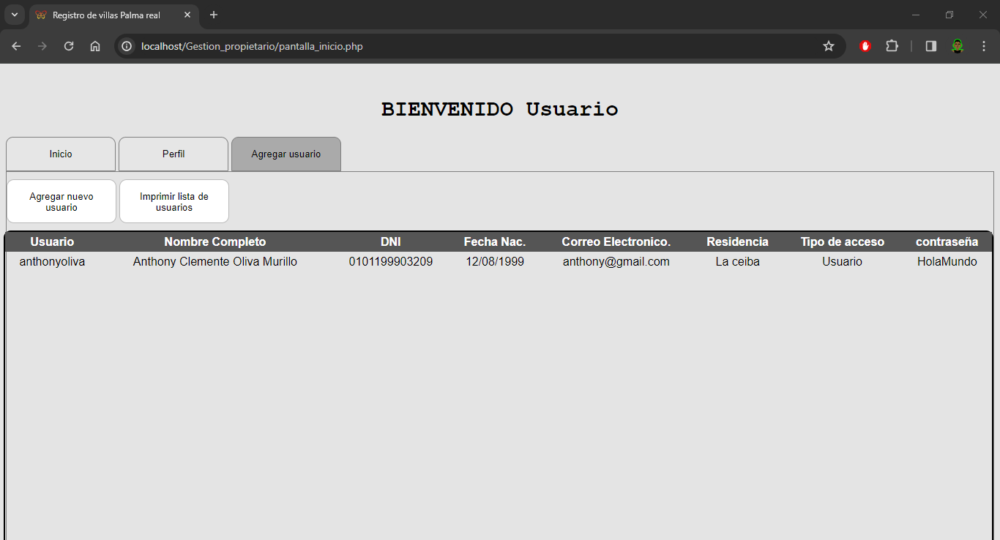 Registro de villas Palma real
localhost/Gestion_propietario/pantalla_inicio.php
BIENVENIDO Usuario
Inicio Perfil Agregar usuario
Agregar nuevo usuario Imprimir lista de usuarios
Usuario Nombre Completo DNI Fecha Nac. Correo Electronico. Residencia Tipo de acceso contraseña
anthonyoliva Anthony Clemente Oliva Murillo 0101199903209 12/08/1999 anthony@gmail.com La ceiba Usuario HolaMundo